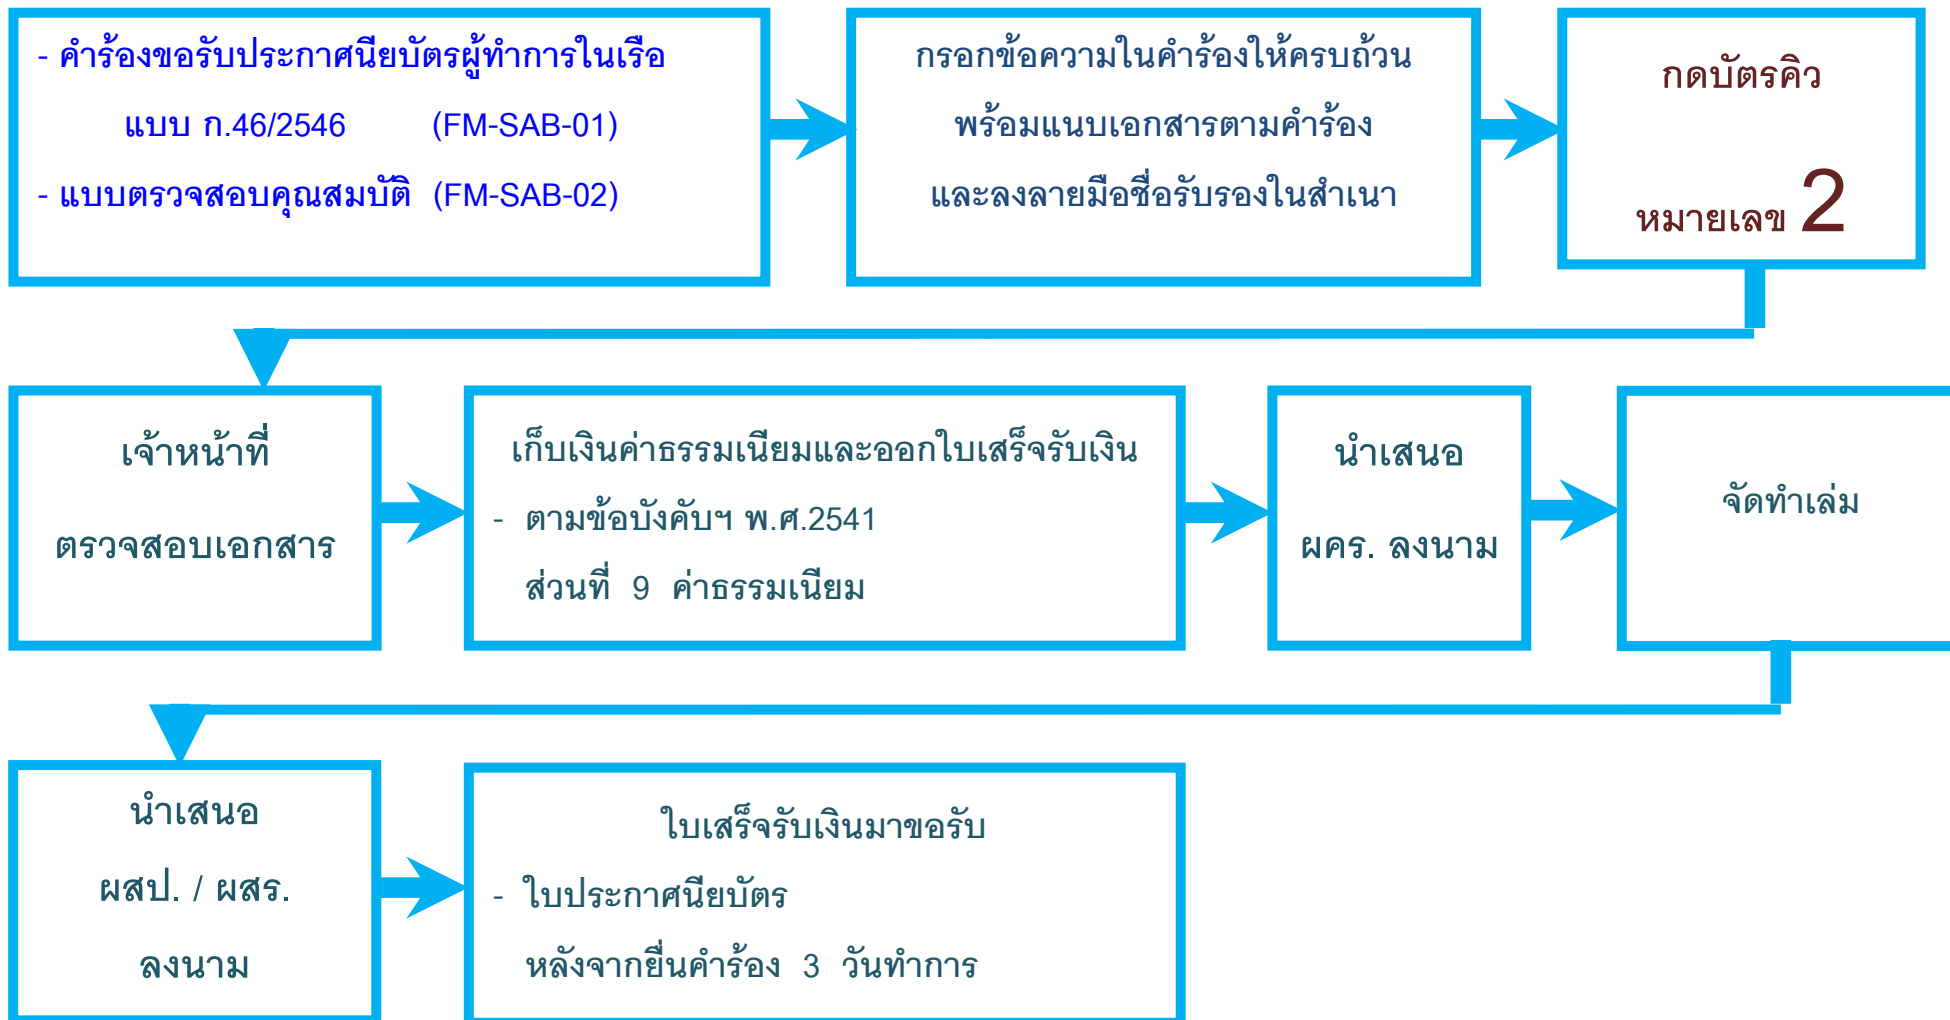 - คำร้องขอรับประกาศนียบัตรผู้ทำการในเรือ
แบบ ก.46/2546 (FM-SAB-01)
- แบบตรวจสอบคุณสมบัติ (FM-SAB-02)
กรอกข้อความในคำร้องให้ครบถ้วน
พร้อมแนบเอกสารตามคำร้อง
และลงลายมือชื่อรับรองในสำเนา
กดบัตรคิว
หมายเลข 2
เจ้าหน้าที่
ตรวจสอบเอกสาร
เก็บเงินค่าธรรมเนียมและออกใบเสร็จรับเงิน
- ตามข้อบังคับฯ พ.ศ.2541
ส่วนที่ 9 ค่าธรรมเนียม
นำเสนอ
ผคร. ลงนาม
จัดทำเล่ม
นำเสนอ
ผสป. / ผสร.
ลงนาม
ใบเสร็จรับเงินมาขอรับ
- ใบประกาศนียบัตร
หลังจากยื่นคำร้อง 3 วันทำการ